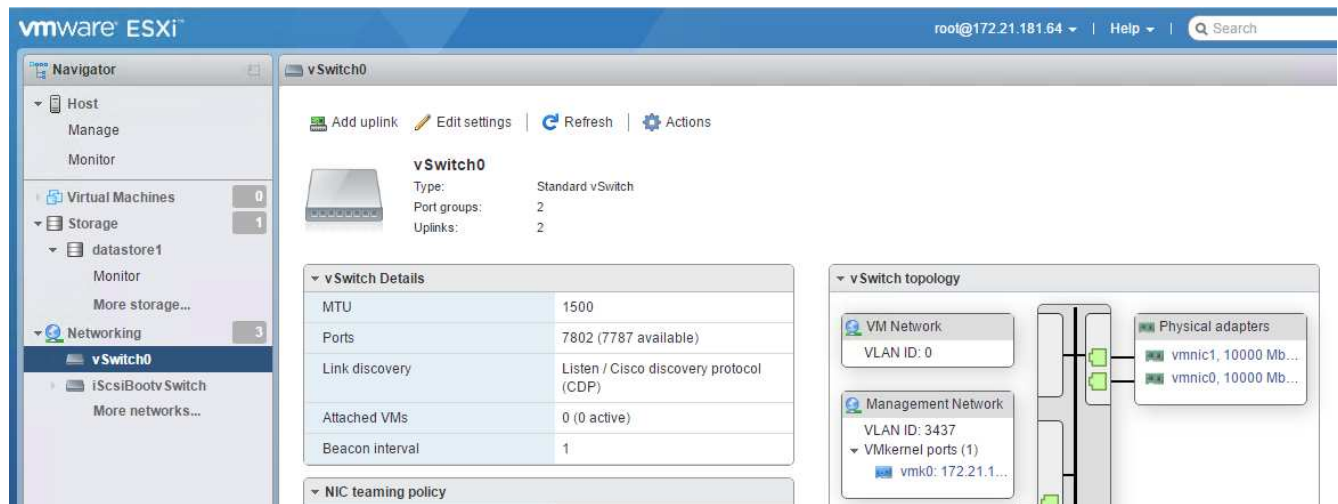 vmware ESXi™
root@172.21.181.64 | Help | Search
Navigator
Host
Manage
Monitor
Virtual Machines 0
Storage 1
datastore1
Monitor
More storage...
Networking 3
vSwitch0
iScsiBootvSwitch
More networks...
vSwitch0
Add uplink Edit settings | Refresh | Actions
vSwitch0
Type: Standard vSwitch
Port groups: 2
Uplinks: 2
vSwitch Details
MTU 1500
Ports 7802 (7787 available)
Link discovery Listen / Cisco discovery protocol
(CDP)
Attached VMs 0 (0 active)
Beacon interval 1
NIC teaming policy
vSwitch topology
VM Network
VLAN ID: 0
Management Network
VLAN ID: 3437
VMkernel ports (1)
vmk0: 172.21.1...
Physical adapters
vmnic1, 10000 Mb...
vmnic0, 10000 Mb...